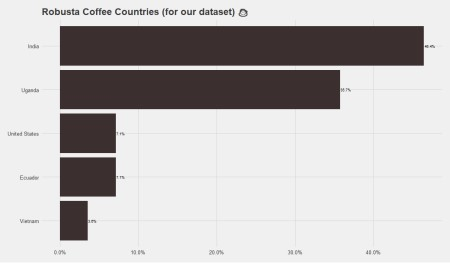 Robusta Coffee Countries (for our dataset)
India
46.4%
Uganda
35.7%
United States
7.1%
Ecuador
7.1%
Vietnam
3.6%
0.0%
10.0%
20.0%
30.0%
40.0%